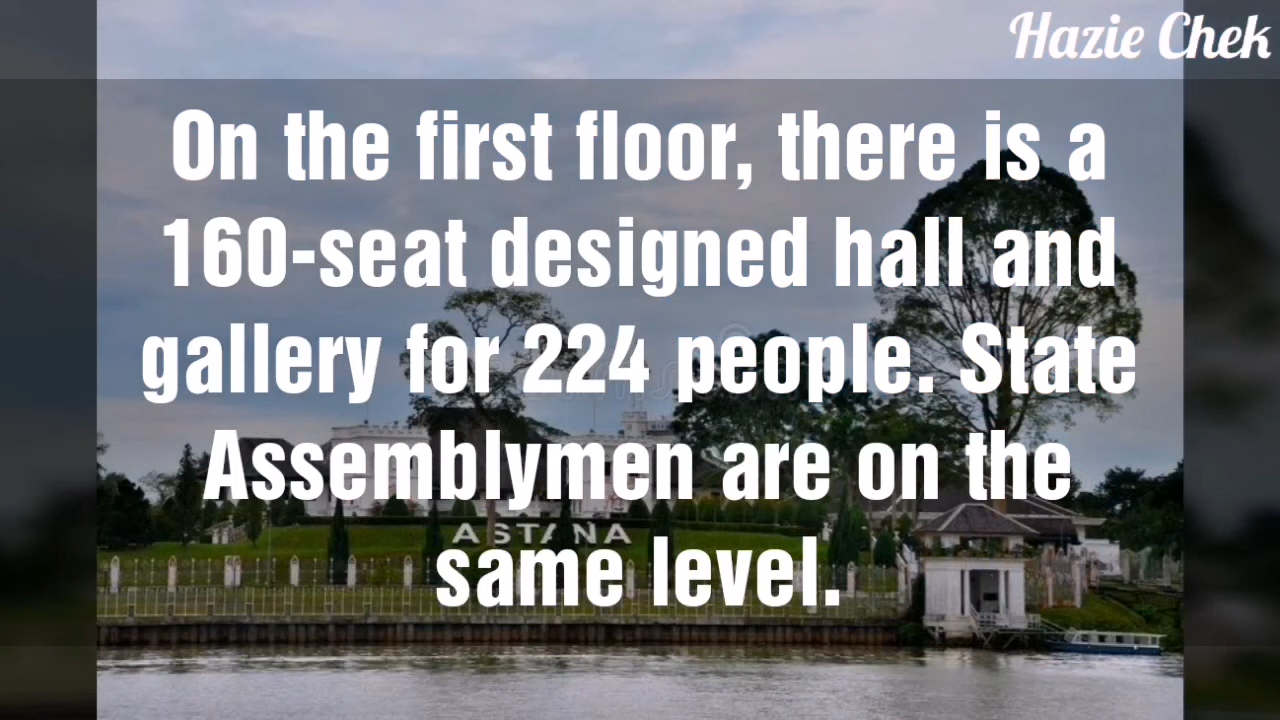 Hazie Chek
On the first floor, there is a
160-seat designed hall and
gallery for 224 people. State
Assemblymen are on the
same level.
ASTANA